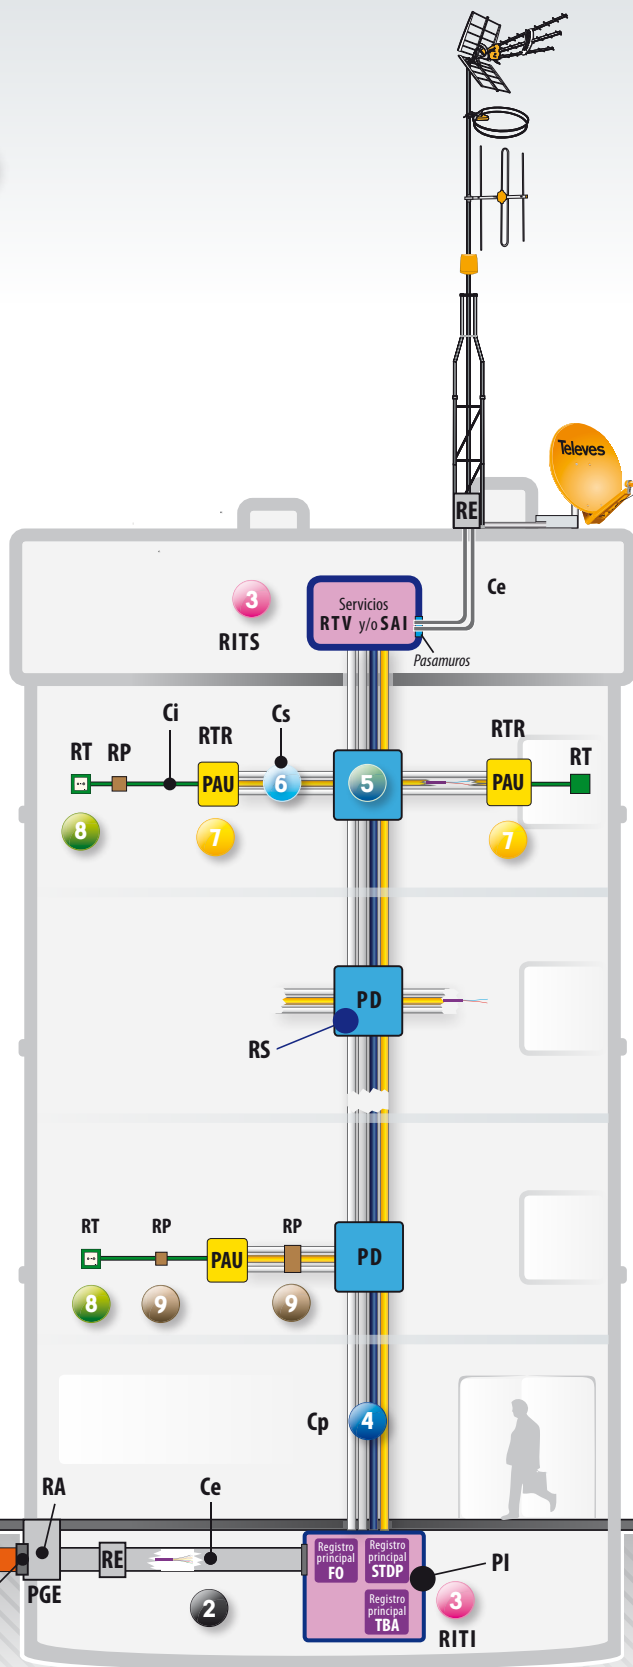 Televes
RE
Ce
3
RITS
Servicios
RTV y/o SAI
Pasamuros
Ci
Cs
RTR
RT
RP
RTR
RT
PAU
6
5
PAU
8
7
7
PD
RS
RT
RP
RP
PAU
PD
8
9
9
Cp
4
RA
Ce
RE
PGE
2
Registro
principal
FO
Registro
principal
STDP
Registro
principal
TBA
PI
3
RITI